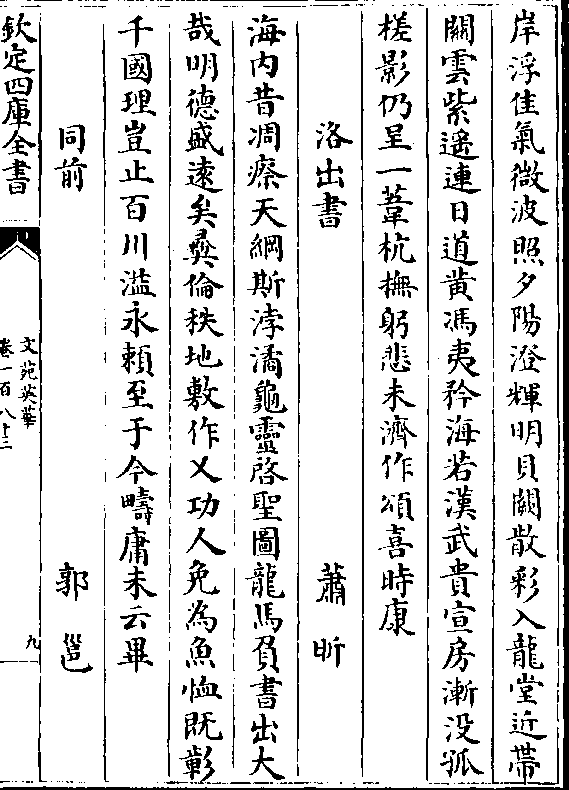 岸浮佳氣微波照夕陽澄輝明貝闕散彩入龍堂近帶
關雲紫遥連日道黄馮夷矜海若漢武貴宣房漸没孤
槎影仍呈一葦杭撫躬悲未濟作頌喜時康
洛出書　蕭昕
海内昔凋瘵天綱斯浡潏龜靈啓聖圖龍馬負書出大
哉明德盛遠矣彞倫秩地敷作乂功人免為魚恤既彰
千國理豈止百川溢永賴至于今疇庸未云畢
同前　郭邕
欽定四庫全書
文苑英華
卷一百八十三
九